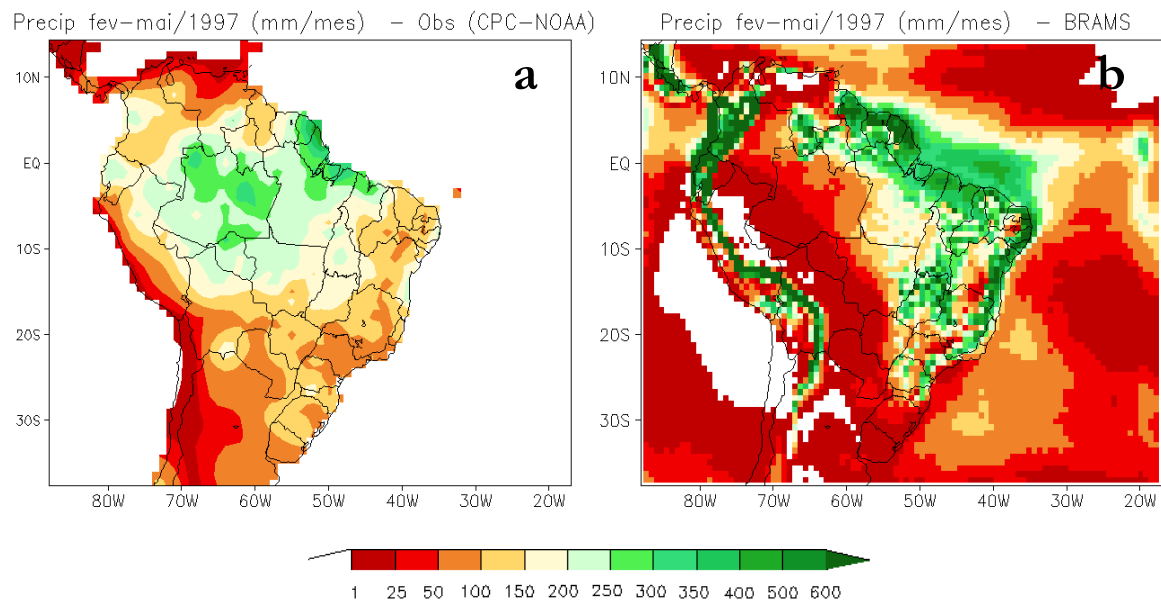 Precip fev-mai/1997 (mm/mes) - Obs (CPC-NOAA)
Precip fev-mai/1997 (mm/mes) - BRAMS
a
b
10N
EQ
10S
20S
30S
80W 70W 60W 50W 40W 30W 20W
10N
EQ
10S
20S
30S
80W 70W 60W 50W 40W 30W 20W
1 25 50 100 150 200 250 300 350 400 500 600